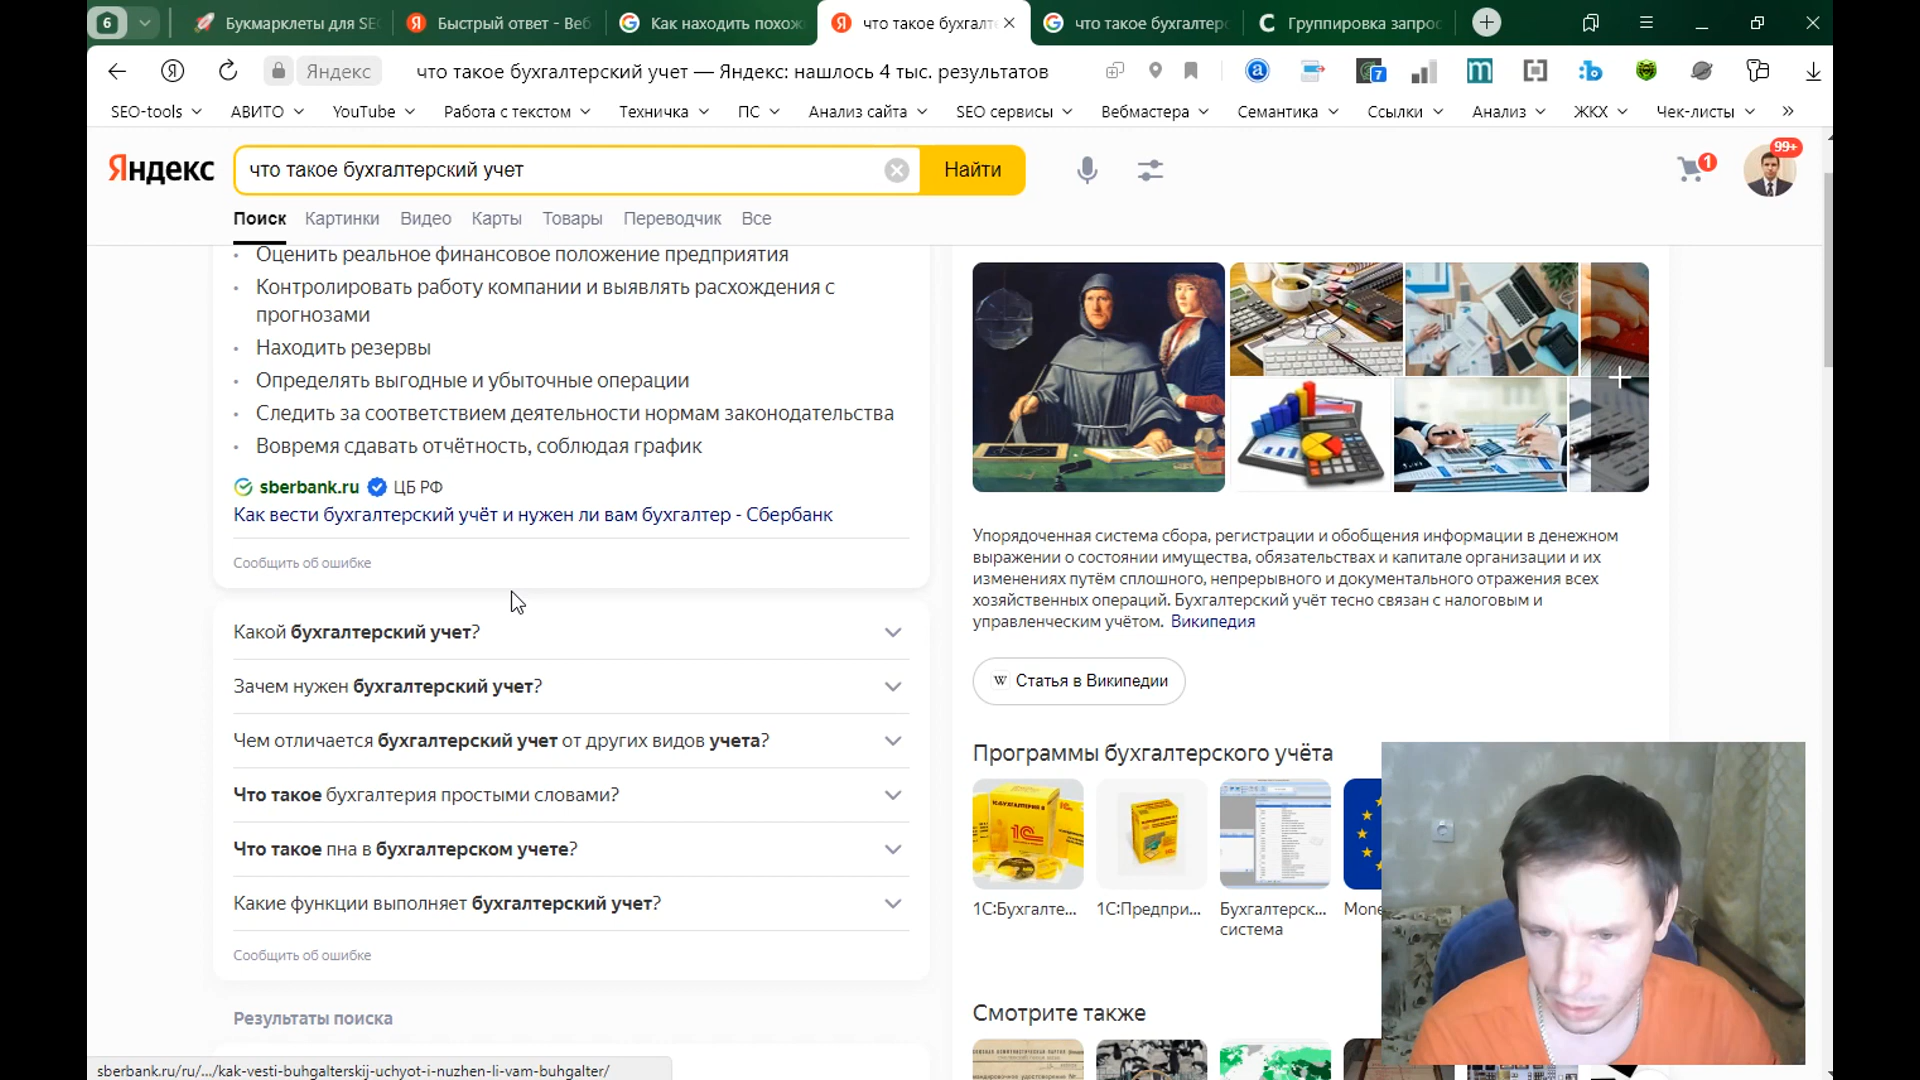 6
Букмарклеты для SE
Быстрый ответ - Веб
Как находить похож
что такое бухгалт
что такое бухгалтер
Группировка запрос
Яндекс
что такое бухгалтерский учет — Яндекс: нашлось 4 тыс. результатов
7
SEO-tools
АВИТО
YouTube
Работа с текстом
Техничка
ПС
Анализ сайта
SEO сервисы
Вебмастера
Семантика
Ссылки
Анализ
ЖКХ
Чек-листы
»
Яндекс
что такое бухгалтерский учет
Найти
1
99+
Поиск
Картинки
Видео
Карты
Товары
Переводчик
Все
• Оценить реальное финансовое положение предприятия
• Контролировать работу компании и выявлять расхождения с
прогнозами
• Находить резервы
• Определять выгодные и убыточные операции
• Следить за соответствием деятельности нормам законодательства
• Вовремя сдавать отчётность, соблюдая график
sberbank.ru ЦБ РФ
Как вести бухгалтерский учёт и нужен ли вам бухгалтер - Сбербанк
Сообщить об ошибке
Какой бухгалтерский учет?
Зачем нужен бухгалтерский учет?
Чем отличается бухгалтерский учет от других видов учета?
Что такое бухгалтерия простыми словами?
Что такое пна в бухгалтерском учете?
Какие функции выполняет бухгалтерский учет?
Сообщить об ошибке
Результаты поиска
Упорядоченная система сбора, регистрации и обобщения информации в денежном
выражении о состоянии имущества, обязательствах и капитале организации и их
изменениях путём сплошного, непрерывного и документального отражения всех
хозяйственных операций. Бухгалтерский учёт тесно связан с налоговым и
управленческим учётом. Википедия
W Статья в Википедии
Программы бухгалтерского учёта
1С:Бухгалте...
1С:Предпри...
Бухгалтерск...
система
Mone
Смотрите также
sberbank.ru/ru/.../kak-vesti-buhgalterskij-uchyot-i-nuzhen-li-vam-buhgalter/